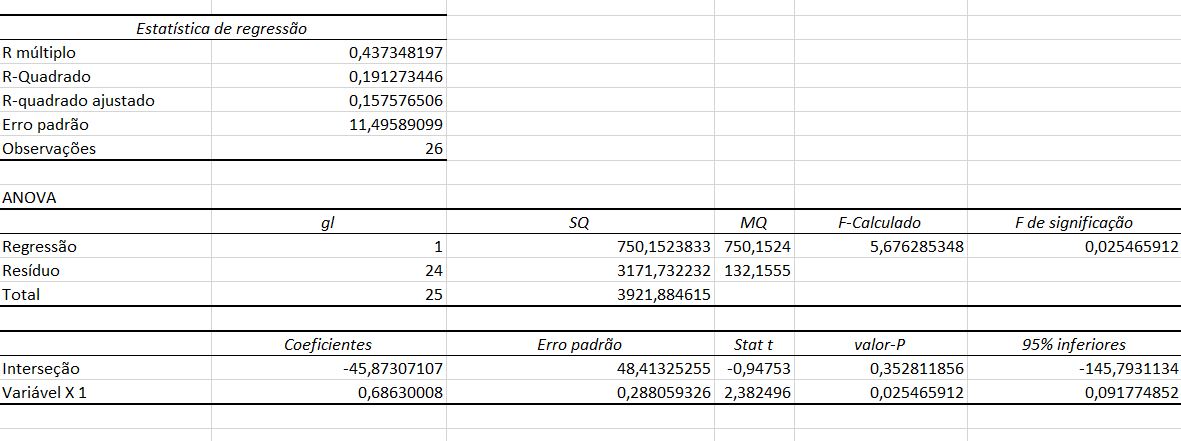 Estatística de regressão
R múltiplo 0,437348197
R-Quadrado 0,191273446
R-quadrado ajustado 0,157576506
Erro padrão 11,49589099
Observações 26
ANOVA
gl SQ MQ F-Calculado F de significação
Regressão 1 750,1523833 750,1524 5,676285348 0,025465912
Resíduo 24 3171,732232 132,1555
Total 25 3921,884615
Coeficientes Erro padrão Stat t valor-P 95% inferiores
Interseção -45,87307107 48,41325255 -0,94753 0,352811856 -145,7931134
Variável X 1 0,68630008 0,288059326 2,382496 0,025465912 0,091774852